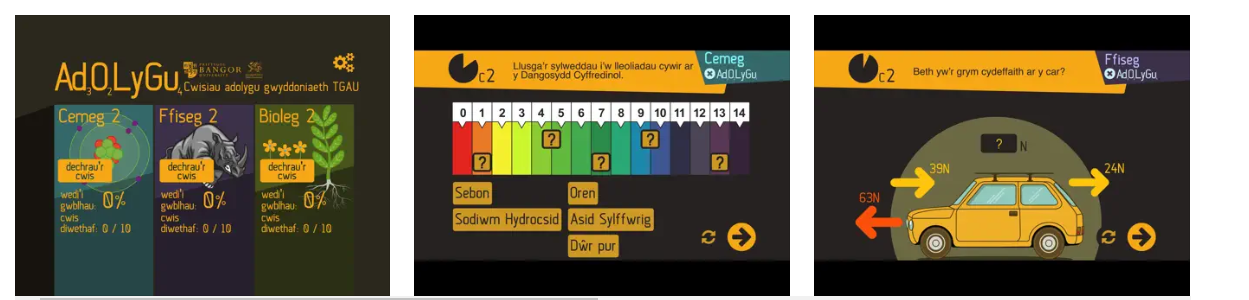 Ad3O2LyGu4
BANGOR
UNIVERSITY
Cwisiau adolygu gwyddoniaeth TGAU
Cemeg 2
dechrau'r
cwis
wedi'i
gwblhau: 0%
cwis
diwethaf: 0 / 10
Ffiseg 2
dechrau'r
cwis
wedi'i
gwblhau: 0%
cwis
diwethaf: 0 / 10
Bioleg 2
dechrau'r
cwis
wedi'i
gwblhau: 0%
cwis
diwethaf: 0 / 10
c2
Llusga'r sylweddau i'w lleoliadau cywir ar
y Dangosydd Cyffredinol.
Cemeg
AdOLyGu
0 1 2 3 4 5 6 7 8 9 10 11 12 13 14
? ?
? ? ?
Sebon Oren
Sodiwm Hydrocsid Asid Sylffwrig
Dŵr pur
c2
Beth yw'r grym cydeffaith ar y car?
Ffiseg
AdOLyGu
? N
39N
24N
63N